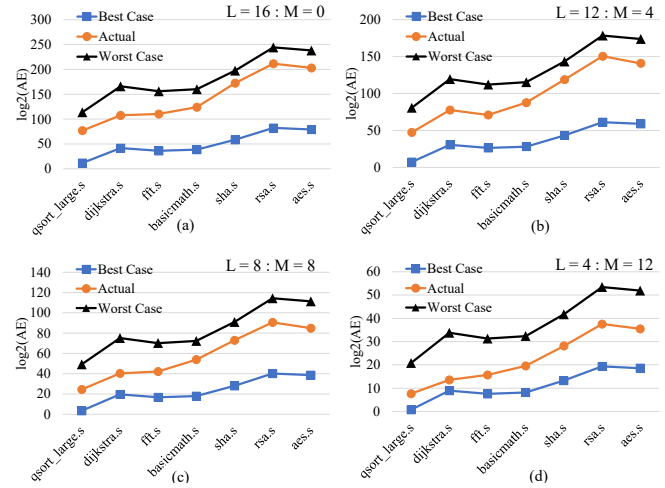 L = 16 : M = 0
Best Case
Actual
Worst Case
log2(AE)
300
250
200
150
100
50
0
qsort_large.s
dijkstra.s
fft.s
basicmath.s
sha.s
rsa.s
aes.s
(a)
L = 12 : M = 4
Best Case
Actual
Worst Case
log2(AE)
200
150
100
50
0
qsort_large.s
dijkstra.s
fft.s
basicmath.s
sha.s
rsa.s
aes.s
(b)
L = 8 : M = 8
Best Case
Actual
Worst Case
log2(AE)
140
120
100
80
60
40
20
0
qsort_large.s
dijkstra.s
fft.s
basicmath.s
sha.s
rsa.s
aes.s
(c)
L = 4 : M = 12
Best Case
Actual
Worst Case
log2(AE)
60
50
40
30
20
10
0
qsort_large.s
dijkstra.s
fft.s
basicmath.s
sha.s
rsa.s
aes.s
(d)